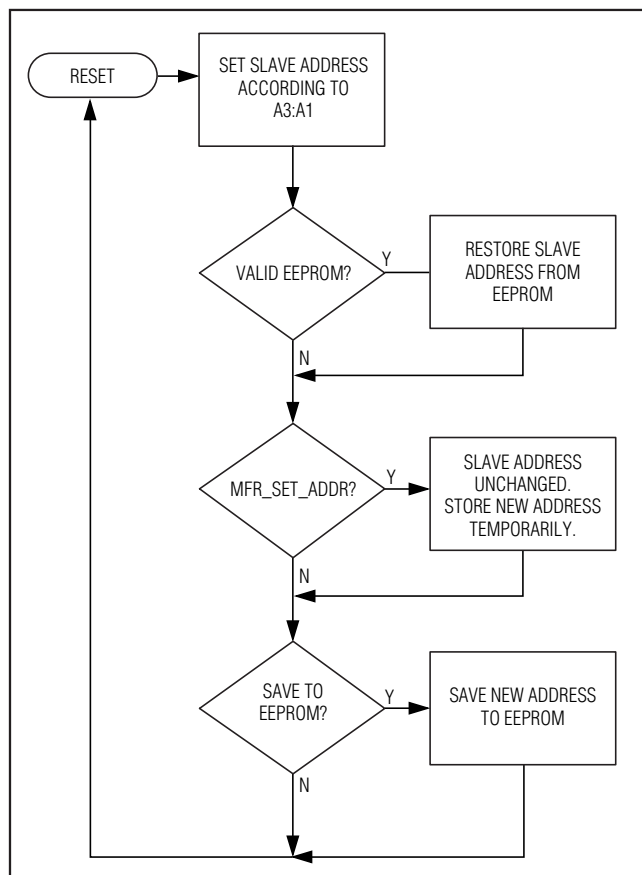 RESET
SET SLAVE ADDRESS
ACCORDING TO
A3:A1
VALID EEPROM?
Y
RESTORE SLAVE
ADDRESS FROM
EEPROM
N
MFR_SET_ADDR?
Y
SLAVE ADDRESS
UNCHANGED.
STORE NEW ADDRESS
TEMPORARILY.
N
SAVE TO
EEPROM?
Y
SAVE NEW ADDRESS
TO EEPROM
N